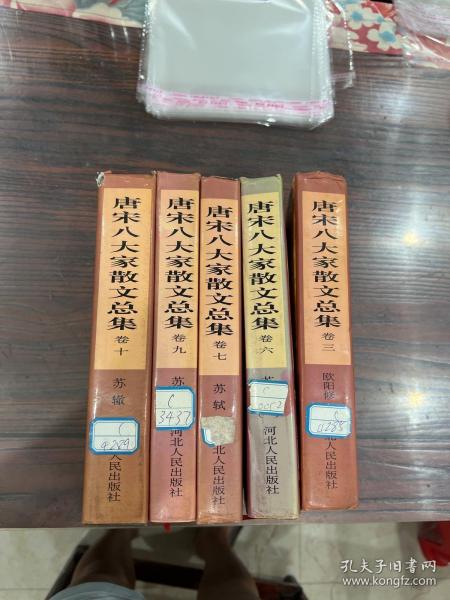 唐宋八大家散文总集
卷十
苏辙
C
4289
人民出版社
唐宋八大家散文总集
卷九
苏
C
3437
河北人民出版社
唐宋八大家散文总集
卷七
苏轼
北人民出版社
唐宋八大家散文总集
卷六
C
河北人民出版社
唐宋八大家散文总集
卷三
欧阳修
北人民出版社
孔夫子旧书网
www.kongfz.com